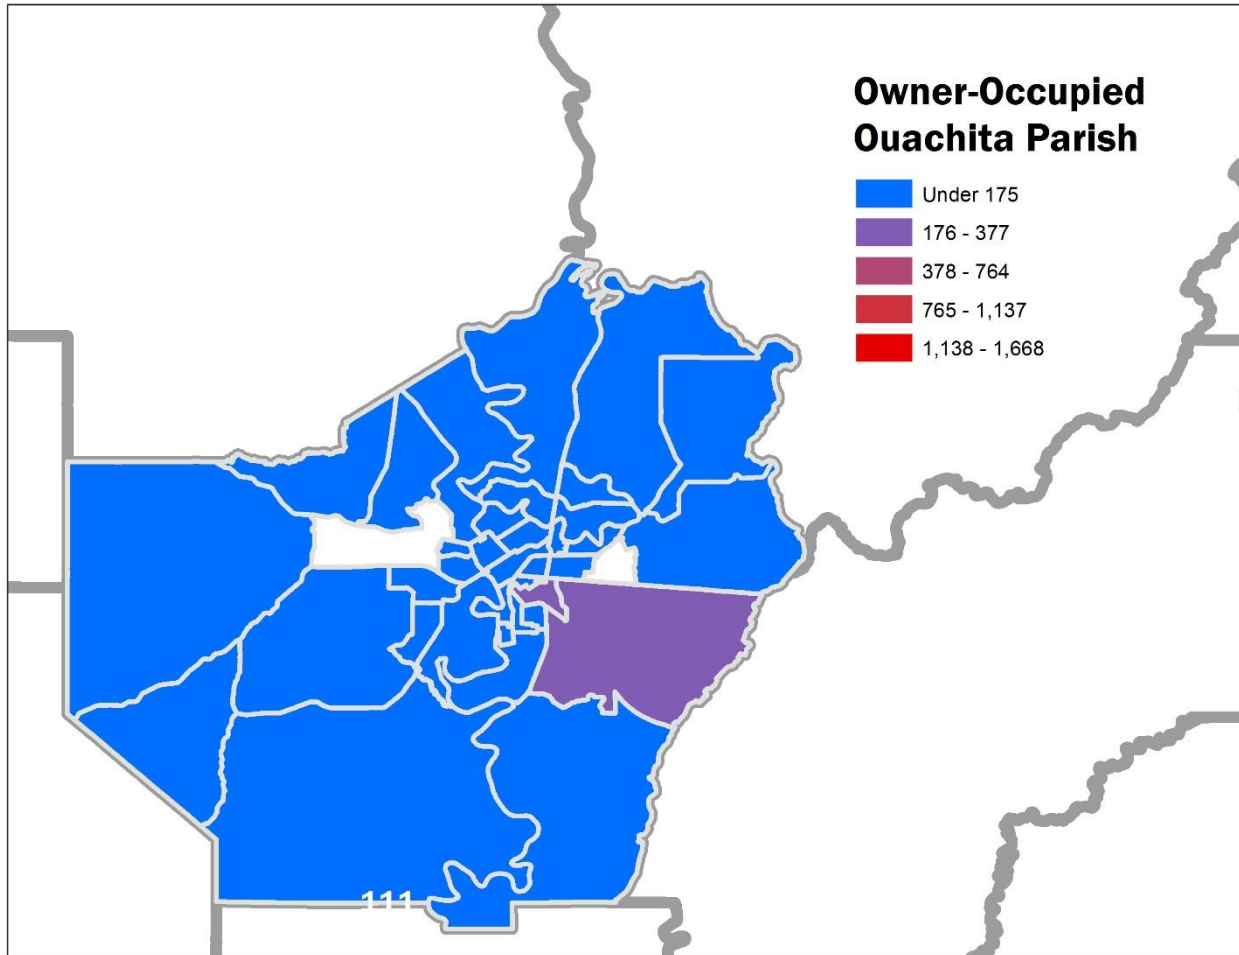 Owner-Occupied
Ouachita Parish
Under 175
176 - 377
378 - 764
765 - 1,137
1,138 - 1,668
111